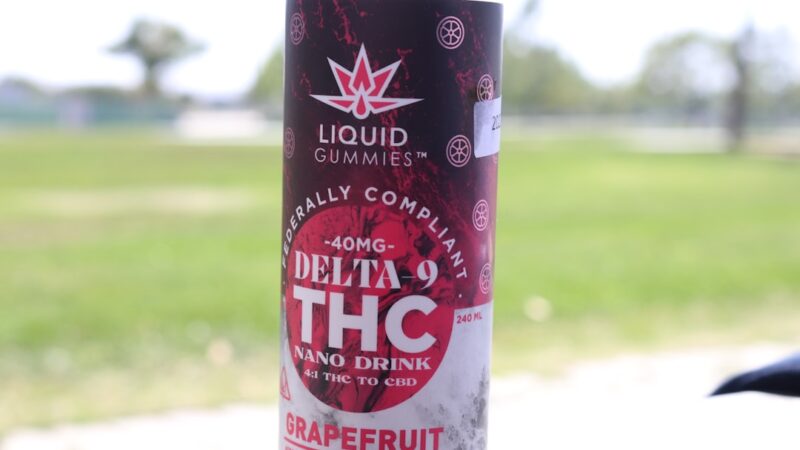 LIQUID
GUMMIES™
FEDERALLY COMPLIANT
-40MG-
DELTA-9
THC
NANO DRINK
4:1 THC TO CBD
240 ML
GRAPEFRUIT